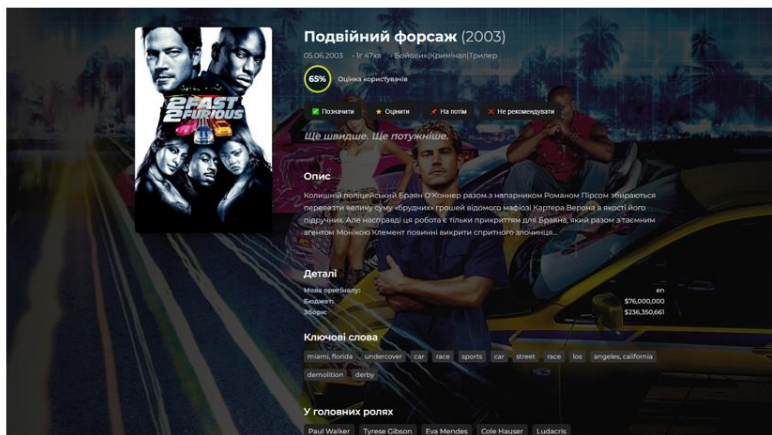 2 FAST
2 FURIOUS
Подвійний форсаж (2003)
05.06.2003 • 1г 47хв • Бойовик|Кримінал|Трилер
65% Оцінка користувачів
✅ Позначити ★ Оцінити 📌 На потім ❌ Не рекомендувати
Ще швидше. Ще потужніше.
Опис
Колишній поліцейський Браян О'Коннер разом з напарником Романом Пірсом збираються
перевезти велику суму «брудних» грошей відомого мафіозі Картера Верона в якості його
підручних. Але насправді ця робота є тільки прикриттям для Браяна, який разом з таємним
агентом Монікою Клемент повинні викрити спритного злочинця...
Деталі
Мова оригіналу: en
Бюджет: $76,000,000
Збори: $236,350,661
Ключові слова
miami, florida undercover car race sports car street race los angeles, california
demolition derby
У головних ролях
Paul Walker Tyrese Gibson Eva Mendes Cole Hauser Ludacris